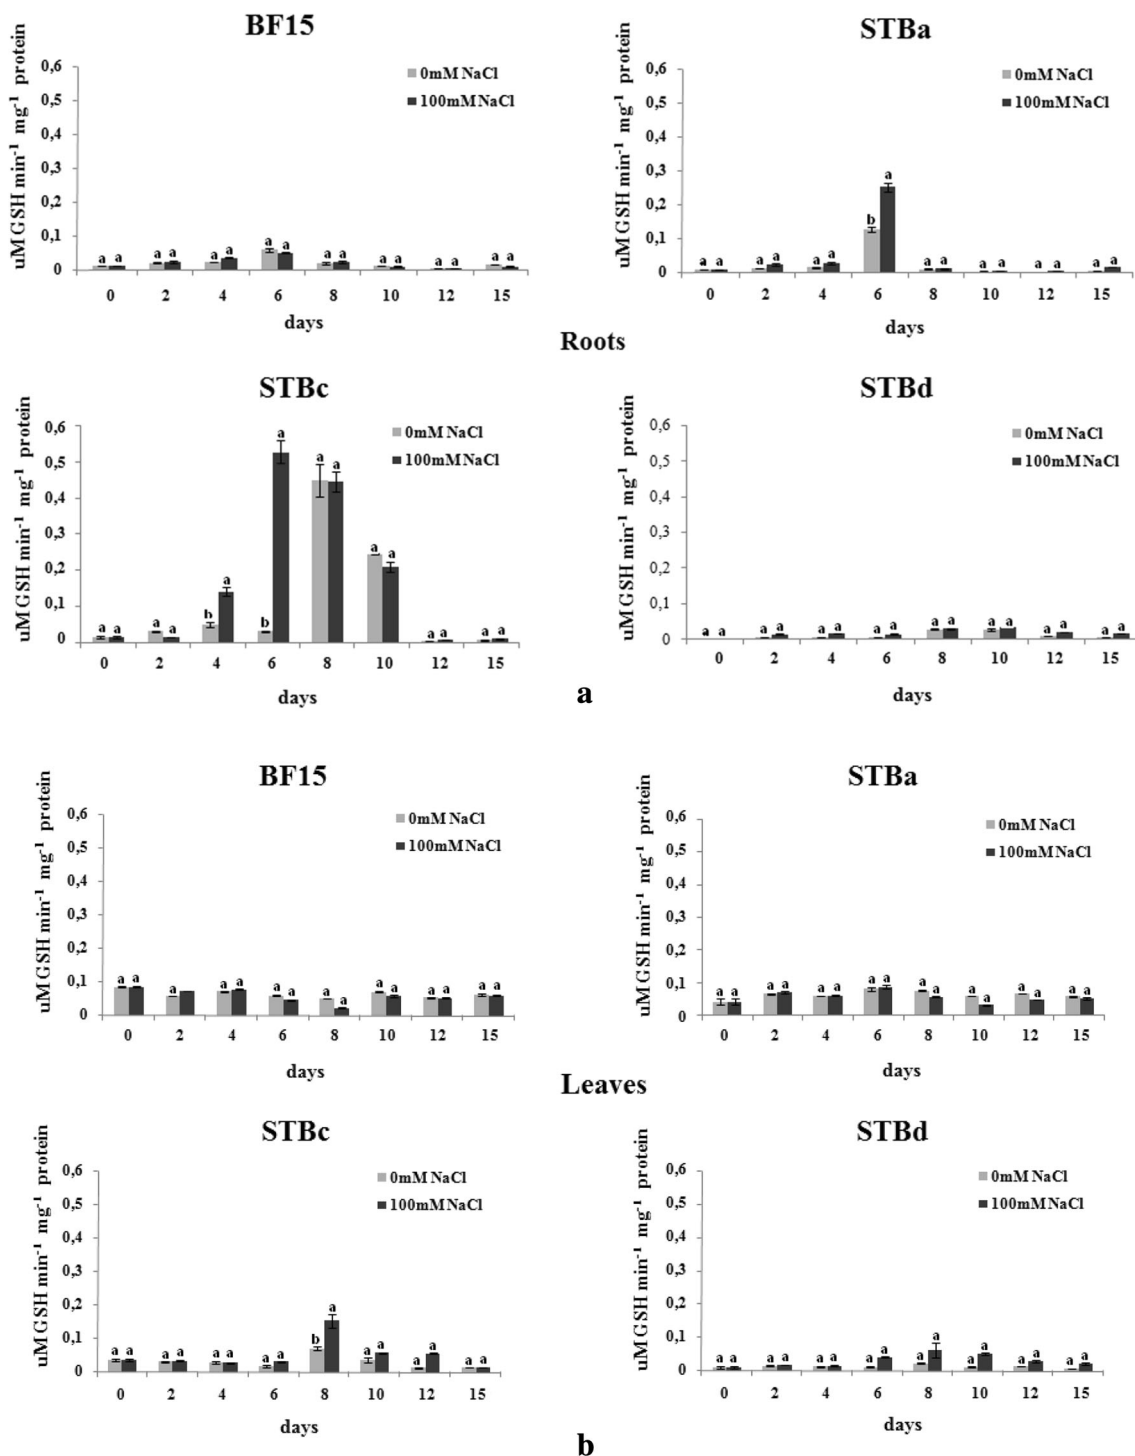 BF15
uMGSH min⁻¹ mg⁻¹ protein
0,6
0,5
0,4
0,3
0,2
0,1
0
0mM NaCl
100mM NaCl
a a a a a a a a a a a a a a a a
0 2 4 6 8 10 12 15
days
STBa
uMGSH min⁻¹ mg⁻¹ protein
0,6
0,5
0,4
0,3
0,2
0,1
0
0mM NaCl
100mM NaCl
a a a a a b a a a a a a a a a
0 2 4 6 8 10 12 15
days
Roots
STBc
uMGSH min⁻¹ mg⁻¹ protein
0,6
0,5
0,4
0,3
0,2
0,1
0
0mM NaCl
100mM NaCl
a a a a b a b a a a a a a a a a
0 2 4 6 8 10 12 15
days
STBd
uMGSH min⁻¹ mg⁻¹ protein
0,6
0,5
0,4
0,3
0,2
0,1
0
0mM NaCl
100mM NaCl
a a a a a a a a a a a a a a a a
0 2 4 6 8 10 12 15
days
a
BF15
uMGSH min⁻¹ mg⁻¹ protein
0,6
0,5
0,4
0,3
0,2
0,1
0
0mM NaCl
100mM NaCl
a a a a a a a a a a a a a a a a
0 2 4 6 8 10 12 15
days
STBa
uMGSH min⁻¹ mg⁻¹ protein
0,6
0,5
0,4
0,3
0,2
0,1
0
0mM NaCl
100mM NaCl
a a a a a a a a a a a a a a a a
0 2 4 6 8 10 12 15
days
Leaves
STBc
uMGSH min⁻¹ mg⁻¹ protein
0,6
0,5
0,4
0,3
0,2
0,1
0
0mM NaCl
100mM NaCl
a a a a a a a a b a a a a a a a
0 2 4 6 8 10 12 15
days
STBd
uMGSH min⁻¹ mg⁻¹ protein
0,6
0,5
0,4
0,3
0,2
0,1
0
0mM NaCl
100mM NaCl
a a a a a a a a a a a a a a a a
0 2 4 6 8 10 12 15
days
b